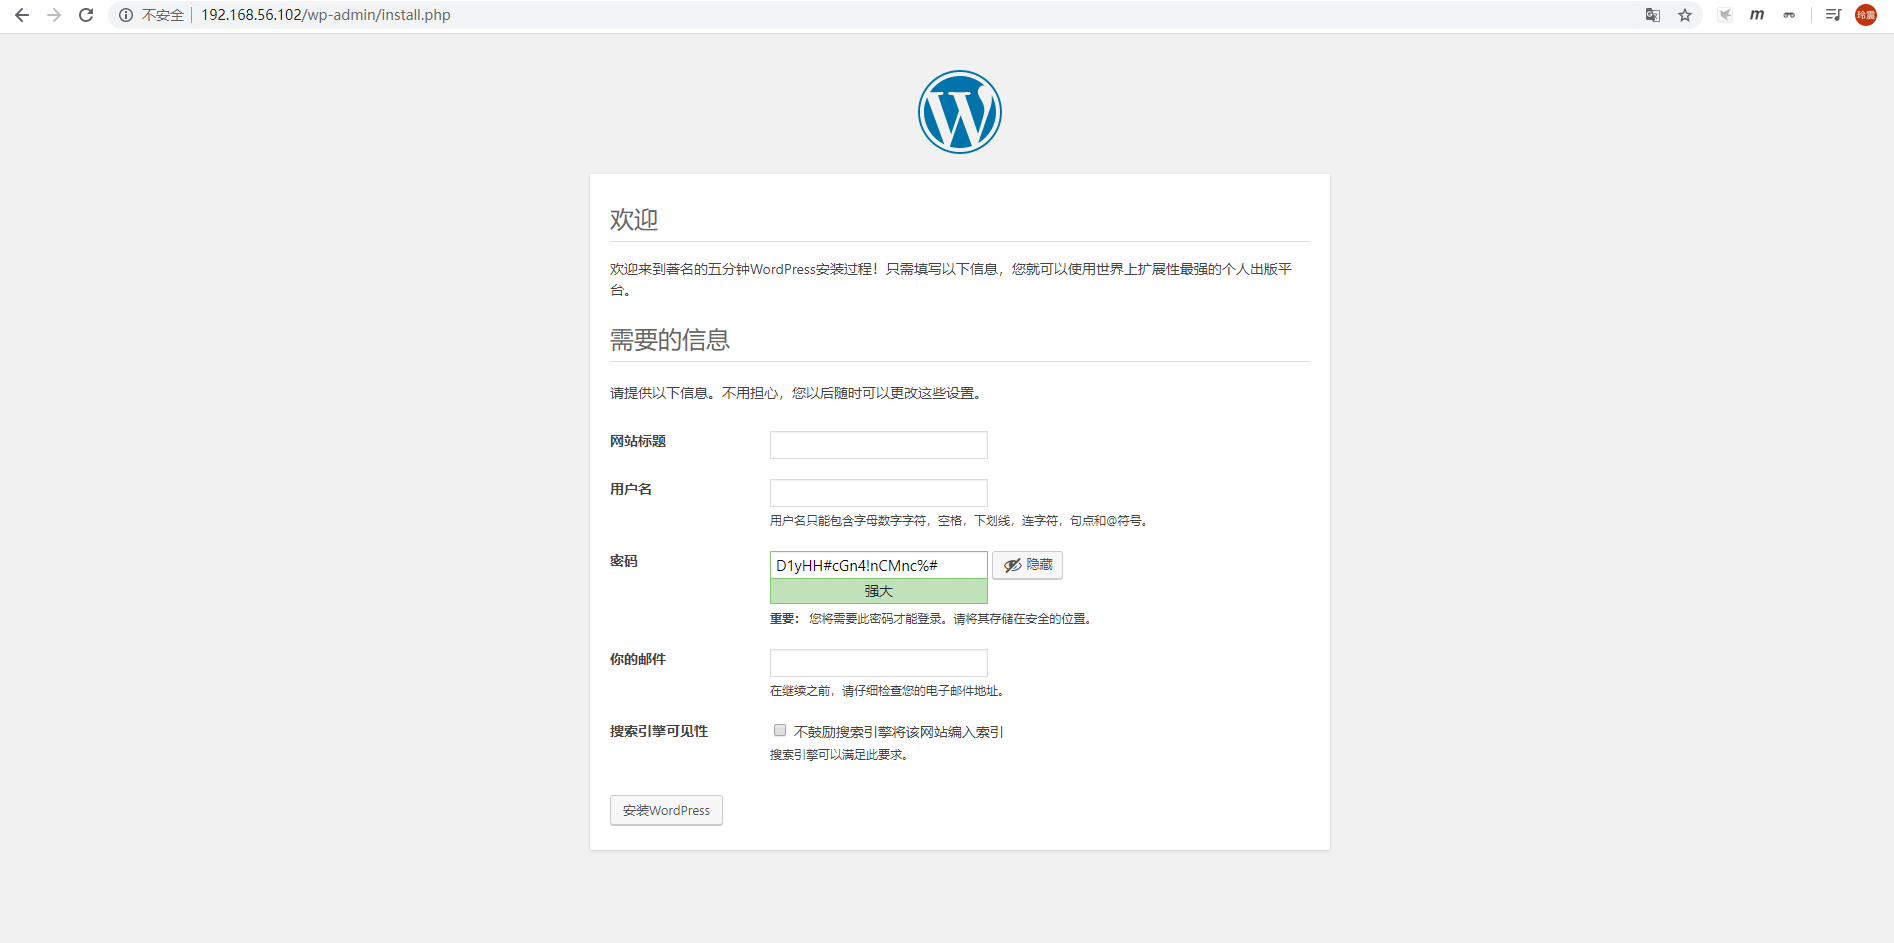 不安全 192.168.56.102/wp-admin/install.php
m
玲震
欢迎
欢迎来到著名的五分钟WordPress安装过程！只需填写以下信息，您就可以使用世界上扩展性最强的个人出版平
台。
需要的信息
请提供以下信息。不用担心，您以后随时可以更改这些设置。
网站标题
用户名
用户名只能包含字母数字字符，空格，下划线，连字符，句点和@符号。
密码
D1yHH#cGn4!nCMnc%#
隐藏
强大
重要： 您将需要此密码才能登录。请将其存储在安全的位置。
你的邮件
在继续之前，请仔细检查您的电子邮件地址。
搜索引擎可见性
不鼓励搜索引擎将该网站编入索引
搜索引擎可以满足此要求。
安装WordPress